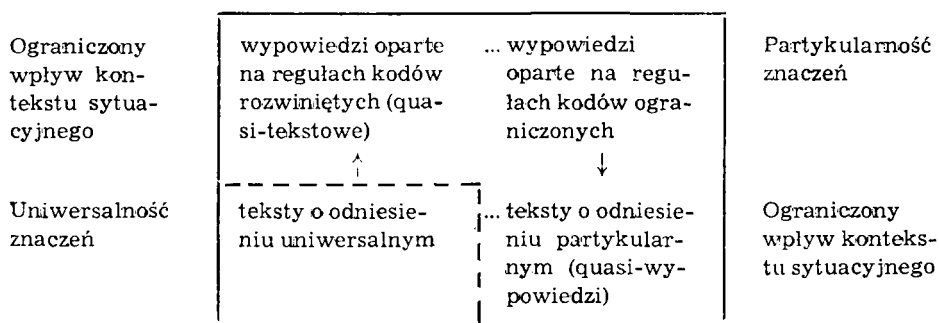 Ograniczony
wpływ kon-
tekstu sytua-
cyjnego
wypowiedzi oparte
na regułach kodów
rozwiniętych (qua-
si-tekstowe)
... wypowiedzi
oparte na regu-
łach kodów ogra-
niczonych
Partykularność
znaczeń
Uniwersalność
znaczeń
teksty o odniesie-
niu uniwersalnym
... teksty o odniesie-
niu partykular-
nym (quasi-wy-
powiedzi)
Ograniczony
wpływ konteks-
tu sytuacyjnego